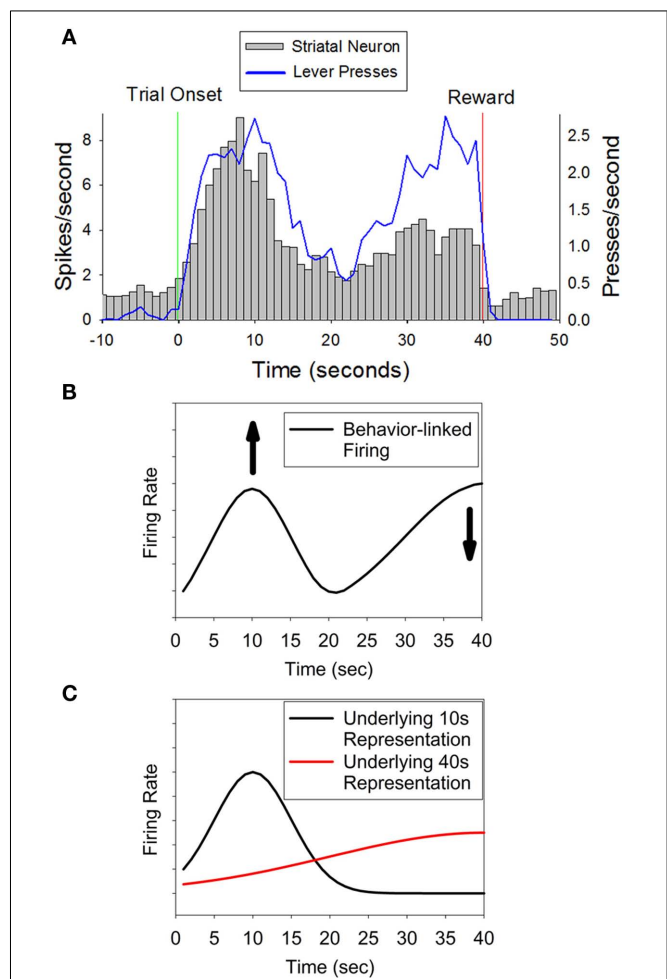 A
Striatal Neuron
Lever Presses
Trial Onset
Reward
Spikes/second
8
6
4
2
0
2.5
2.0
1.5
1.0
0.5
0.0
Presses/second
-10 0 10 20 30 40 50
Time (seconds)
B
Behavior-linked
Firing
Firing Rate
0 5 10 15 20 25 30 35 40
Time (sec)
C
Underlying 10s
Representation
Underlying 40s
Representation
Firing Rate
0 5 10 15 20 25 30 35 40
Time (sec)